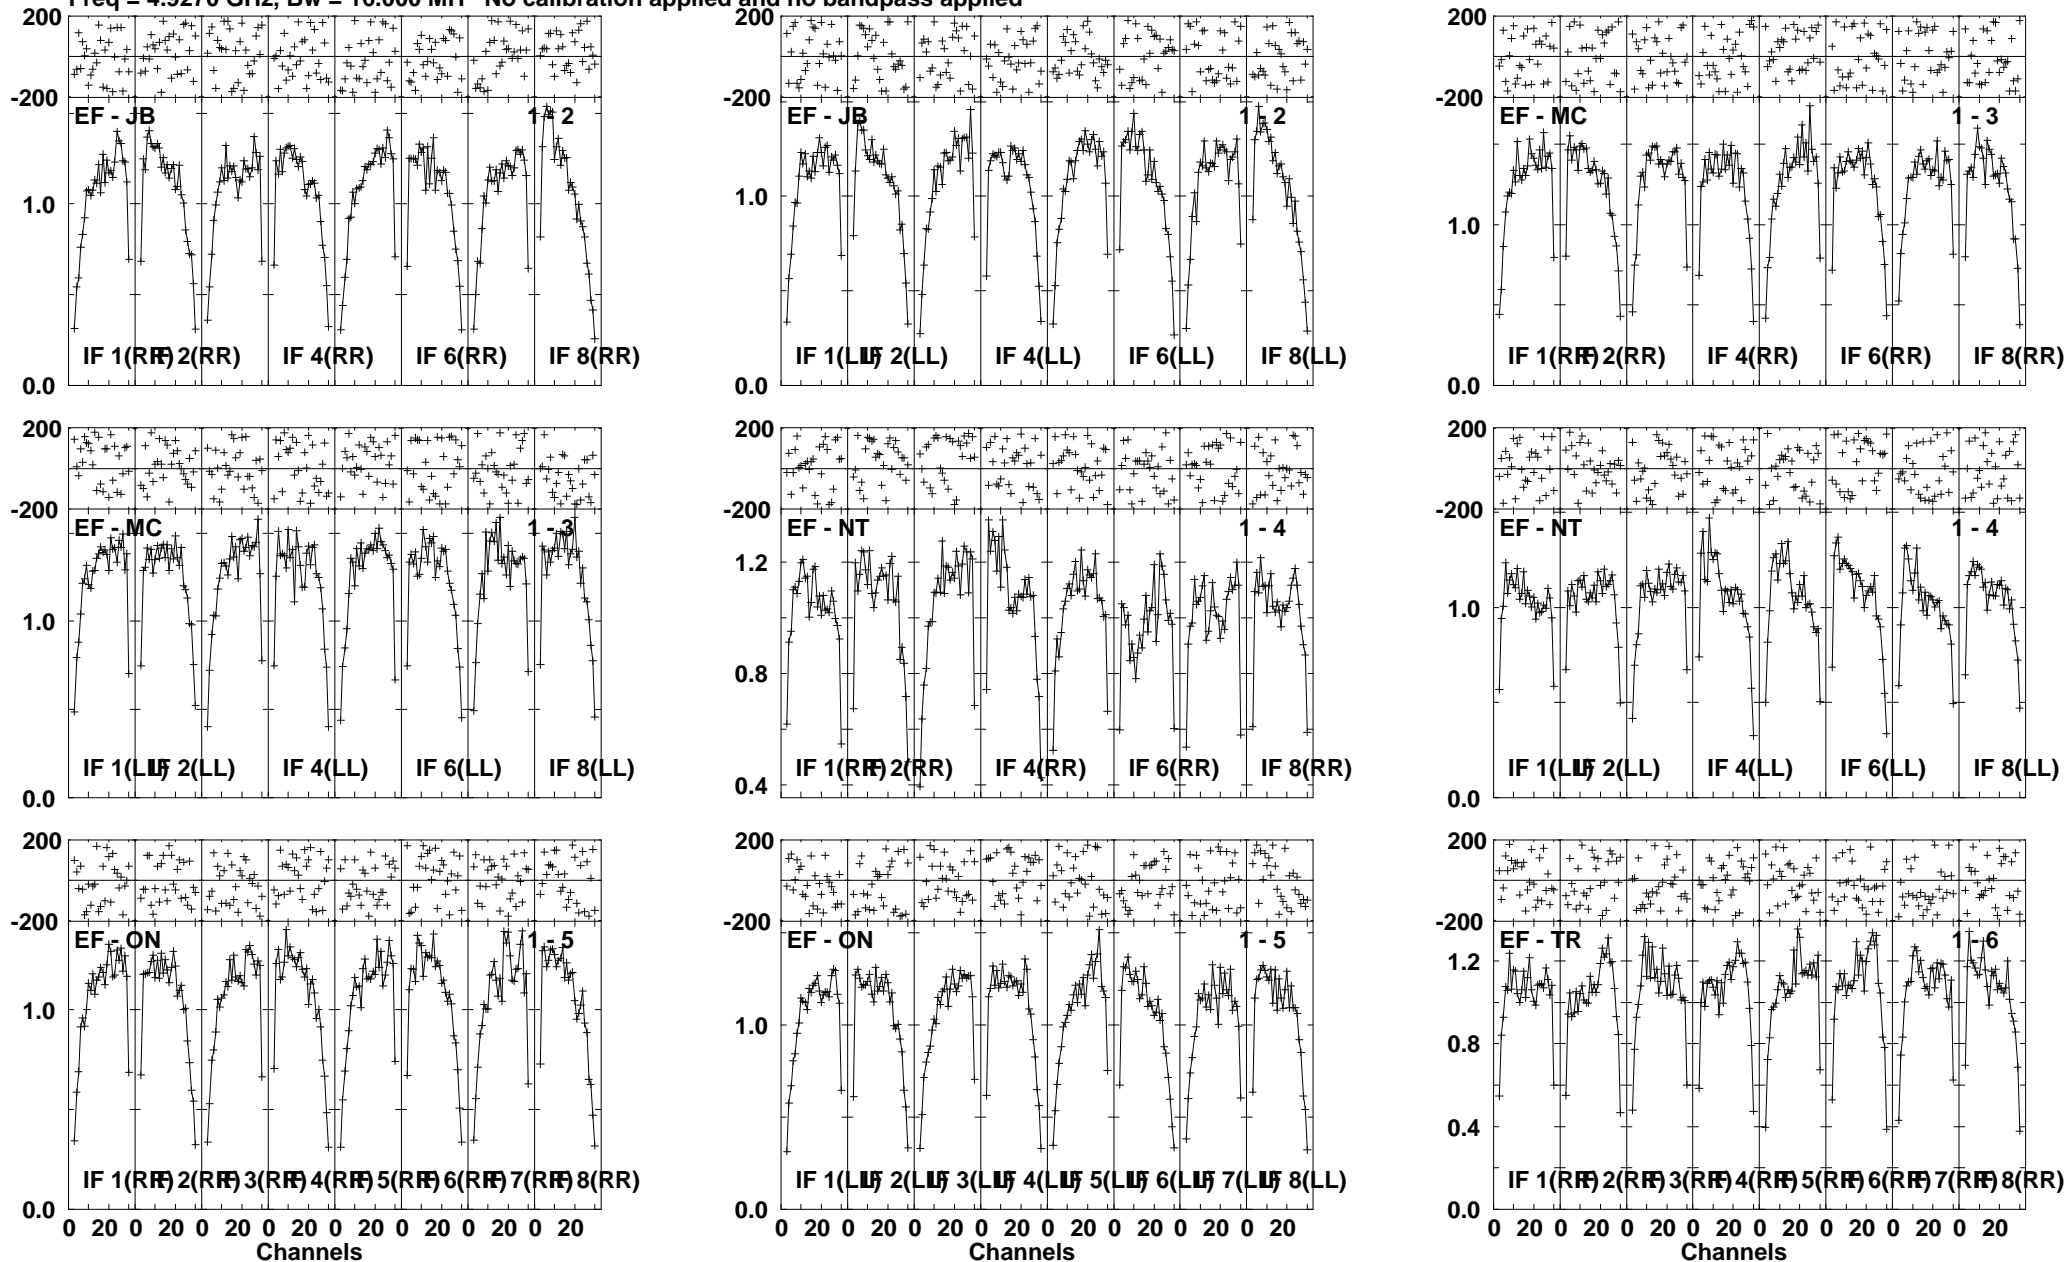 Freq = 4.9270 GHz, Bw = 16.000 MH No calibration applied and no bandpass applied
200 200 200
-200 -200 -200
EF - JB 1 - 2 EF - JB 1 - 2 EF - MC 1 - 3
1.0 1.0 1.0
IF 1(RR) IF 2(RR) IF 4(RR) IF 6(RR) IF 8(RR) IF 1(LL) IF 2(LL) IF 4(LL) IF 6(LL) IF 8(LL) IF 1(RR) IF 2(RR) IF 4(RR) IF 6(RR) IF 8(RR)
0.0 0.0 0.0
200 200 200
-200 -200 -200
EF - MC 1 - 3 EF - NT 1 - 4 EF - NT 1 - 4
1.2
1.0 1.0
0.8
IF 1(LL) IF 2(LL) IF 4(LL) IF 6(LL) IF 8(LL) IF 1(RR) IF 2(RR) IF 4(RR) IF 6(RR) IF 8(RR) IF 1(LL) IF 2(LL) IF 4(LL) IF 6(LL) IF 8(LL)
0.0 0.4 0.0
200 200 200
-200 -200 -200
EF - ON 1 - 5 EF - ON 1 - 5 EF - TR 1 - 6
1.2
1.0 1.0
0.8
0.4
IF 1(RR) IF 2(RR) IF 3(RR) IF 4(RR) IF 5(RR) IF 6(RR) IF 7(RR) IF 8(RR) IF 1(LL) IF 2(LL) IF 3(LL) IF 4(LL) IF 5(LL) IF 6(LL) IF 7(LL) IF 8(LL) IF 1(RR) IF 2(RR) IF 3(RR) IF 4(RR) IF 5(RR) IF 6(RR) IF 7(RR) IF 8(RR)
0.0 0.0 0.0
0 20 0 20 0 20 0 20 0 20 0 20 0 20 0 20 0 20 0 20 0 20 0 20 0 20 0 20 0 20 0 20 0 20 0 20 0 20 0 20 0 20 0 20 0 20 0 20
Channels Channels Channels